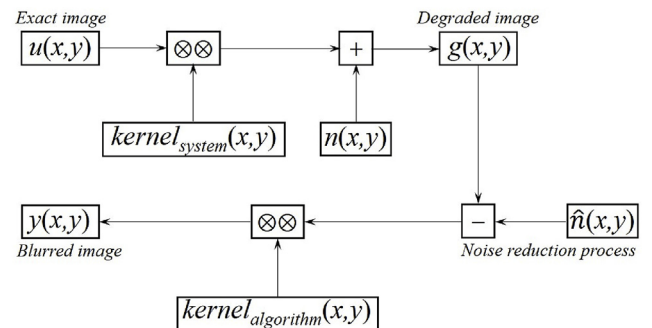 Exact image
Degraded image
u(x,y)
⊗⊗
+
g(x,y)
kernel_system(x,y)
n(x,y)
y(x,y)
⊗⊗
−
n̂(x,y)
Blurred image
Noise reduction process
kernel_algorithm(x,y)